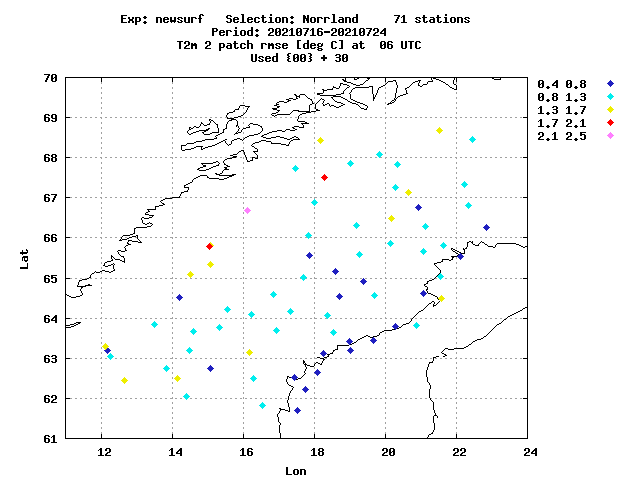 Exp: newsurf Selection: Norrland 71 stations
Period: 20210716-20210724
T2m 2 patch rmse [deg C] at 06 UTC
Used {00} + 30
0.4 0.8
0.8 1.3
1.3 1.7
1.7 2.1
2.1 2.5
70
69
68
67
66
65
64
63
62
61
Lat
12 14 16 18 20 22 24
Lon